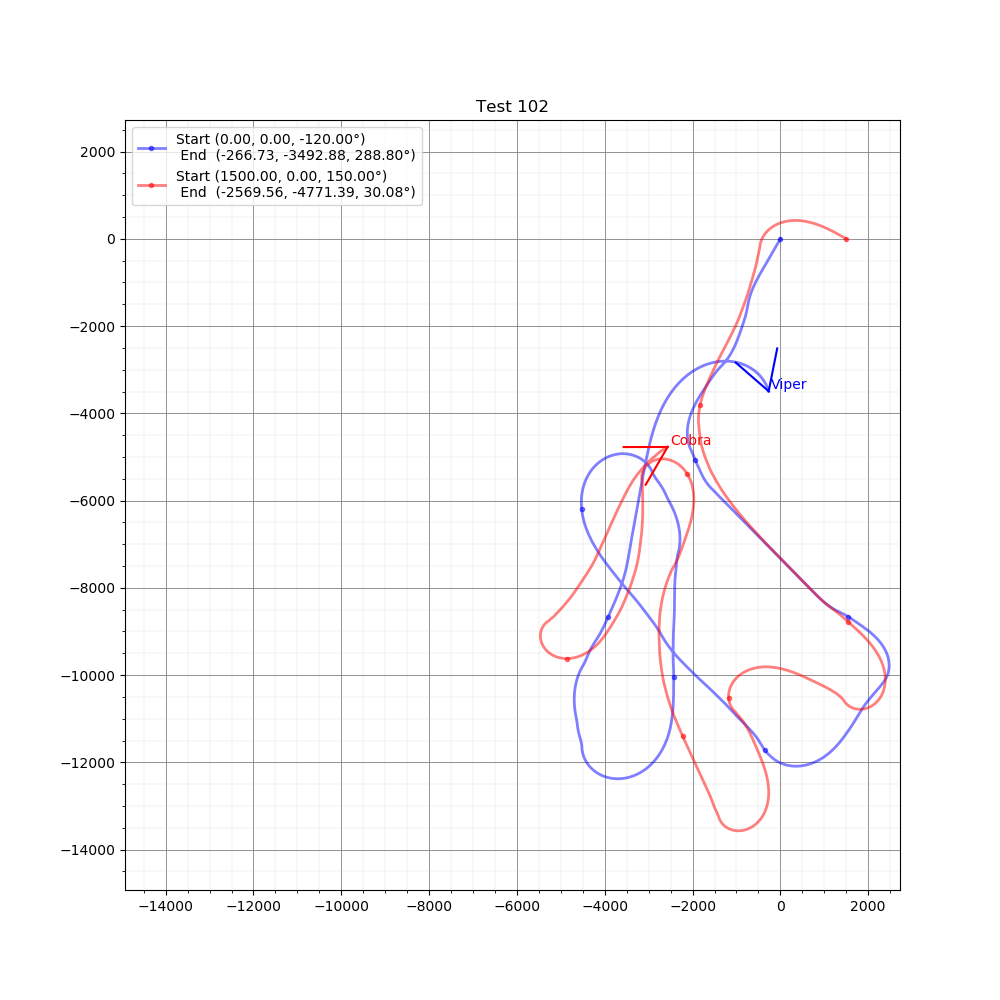 Test 102
Start (0.00, 0.00, -120.00°)
End (-266.73, -3492.88, 288.80°)
Start (1500.00, 0.00, 150.00°)
End (-2569.56, -4771.39, 30.08°)
2000
0
−2000
−4000
−6000
−8000
−10000
−12000
−14000
Viper
Cobra
−14000 −12000 −10000 −8000 −6000 −4000 −2000 0 2000